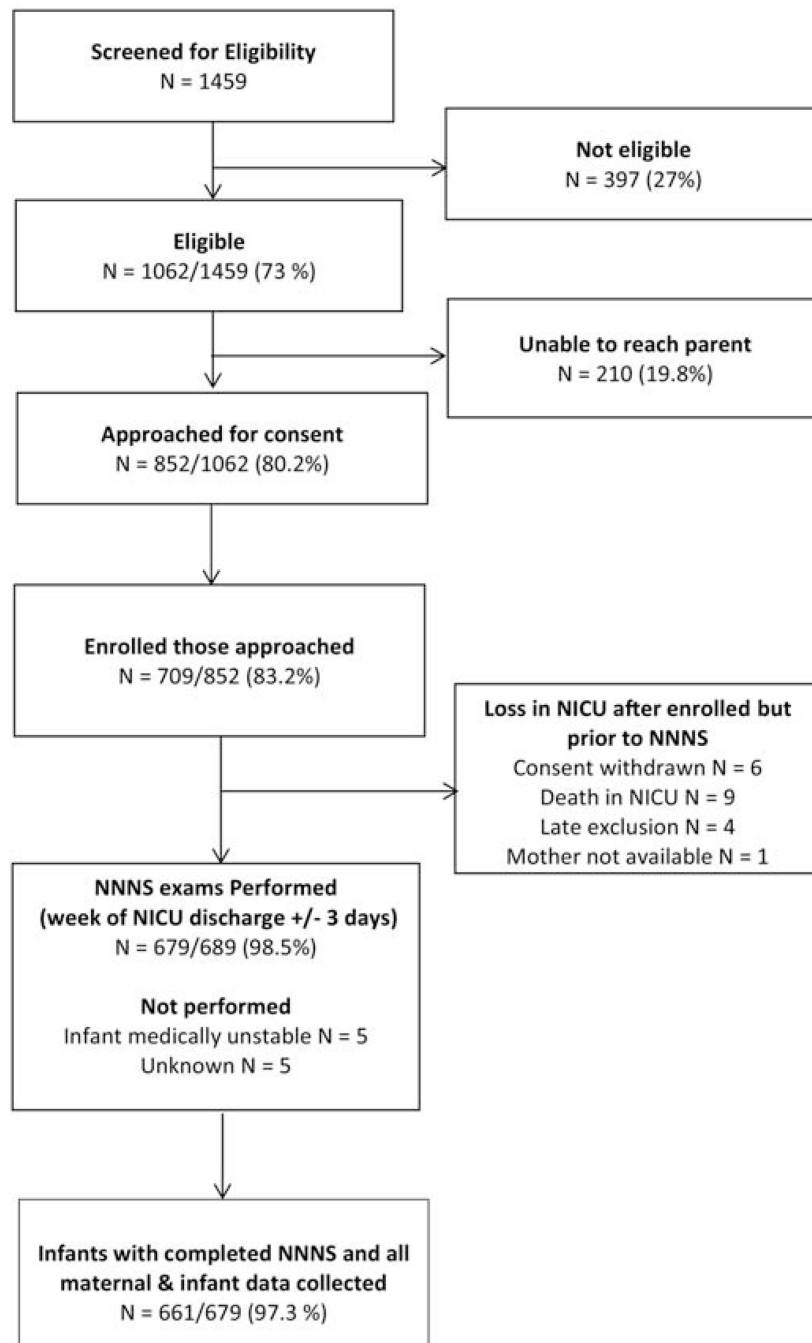 Screened for Eligibility
N = 1459
Not eligible
N = 397 (27%)
Eligible
N = 1062/1459 (73 %)
Unable to reach parent
N = 210 (19.8%)
Approached for consent
N = 852/1062 (80.2%)
Enrolled those approached
N = 709/852 (83.2%)
Loss in NICU after enrolled but
prior to NNNS
Consent withdrawn N = 6
Death in NICU N = 9
Late exclusion N = 4
Mother not available N = 1
NNNS exams Performed
(week of NICU discharge +/- 3 days)
N = 679/689 (98.5%)
Not performed
Infant medically unstable N = 5
Unknown N = 5
Infants with completed NNNS and all
maternal & infant data collected
N = 661/679 (97.3 %)